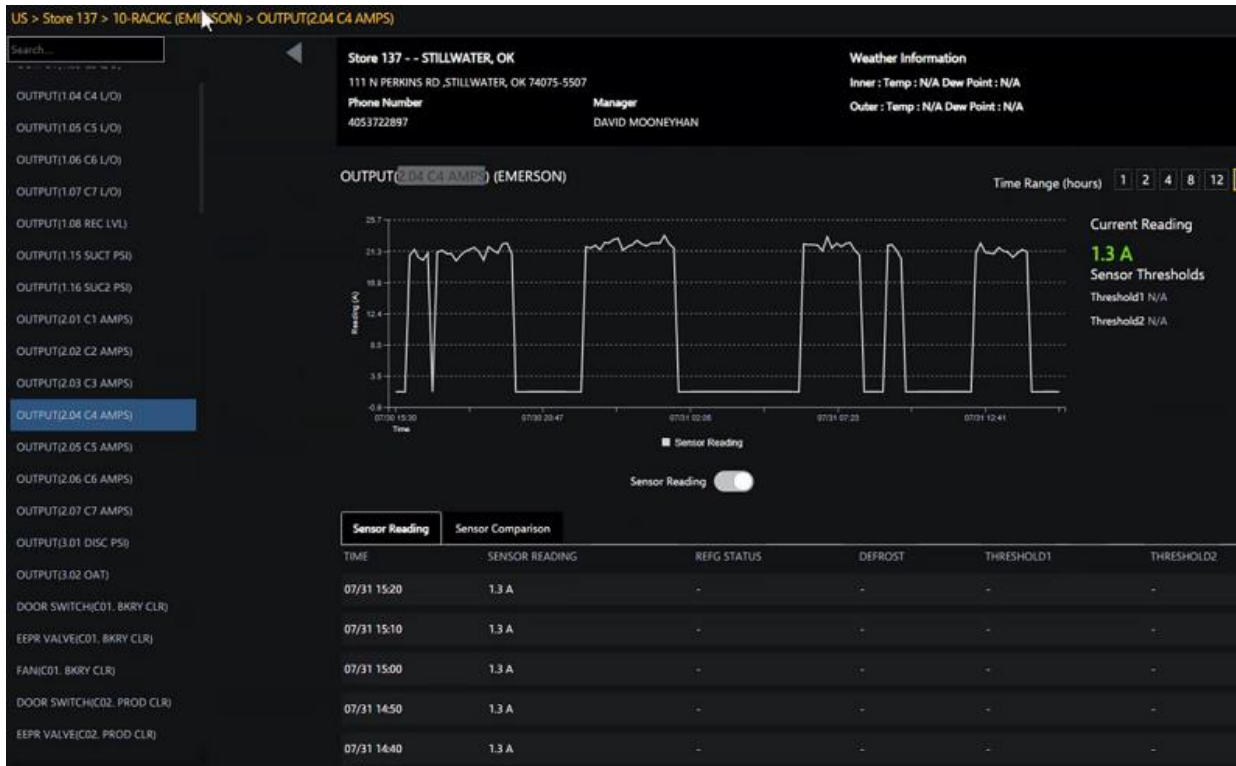 US > Store 137 > 10-RACKC (EMERSON) > OUTPUT(2.04 C4 AMPS)
Search...
OUTPUT(1.04 C4 L/O)
OUTPUT(1.05 C5 L/O)
OUTPUT(1.06 C6 L/O)
OUTPUT(1.07 C7 L/O)
OUTPUT(1.08 REC LVL)
OUTPUT(1.15 SUCT PSI)
OUTPUT(1.16 SUC2 PSI)
OUTPUT(2.01 C1 AMPS)
OUTPUT(2.02 C2 AMPS)
OUTPUT(2.03 C3 AMPS)
OUTPUT(2.04 C4 AMPS)
OUTPUT(2.05 C5 AMPS)
OUTPUT(2.06 C6 AMPS)
OUTPUT(2.07 C7 AMPS)
OUTPUT(3.01 DISC PSI)
OUTPUT(3.02 OAT)
DOOR SWITCH(C01. BKRY CLR)
EEPR VALVE(C01. BKRY CLR)
FAN(C01. BKRY CLR)
DOOR SWITCH(C02. PROD CLR)
EEPR VALVE(C02. PROD CLR)
Store 137 - - STILLWATER, OK
111 N PERKINS RD ,STILLWATER, OK 74075-5507
Phone Number Manager
4053722897 DAVID MOONEYHAN
Weather Information
Inner : Temp : N/A Dew Point : N/A
Outer : Temp : N/A Dew Point : N/A
OUTPUT(2.04 C4 AMPS) (EMERSON)
Time Range (hours) 1 2 4 8 12
25.7
21.3
16.8
12.4
8.0
3.5
-0.8
Reading (A)
07/30 15:30 07/30 20:47 07/31 02:05 07/31 07:23 07/31 12:41
Time
Sensor Reading
Current Reading
1.3 A
Sensor Thresholds
Threshold1 N/A
Threshold2 N/A
Sensor Reading
Sensor Reading Sensor Comparison
TIME SENSOR READING REFG STATUS DEFROST THRESHOLD1 THRESHOLD2
07/31 15:20 1.3 A - - - -
07/31 15:10 1.3 A - - - -
07/31 15:00 1.3 A - - - -
07/31 14:50 1.3 A - - - -
07/31 14:40 1.3 A - - - -